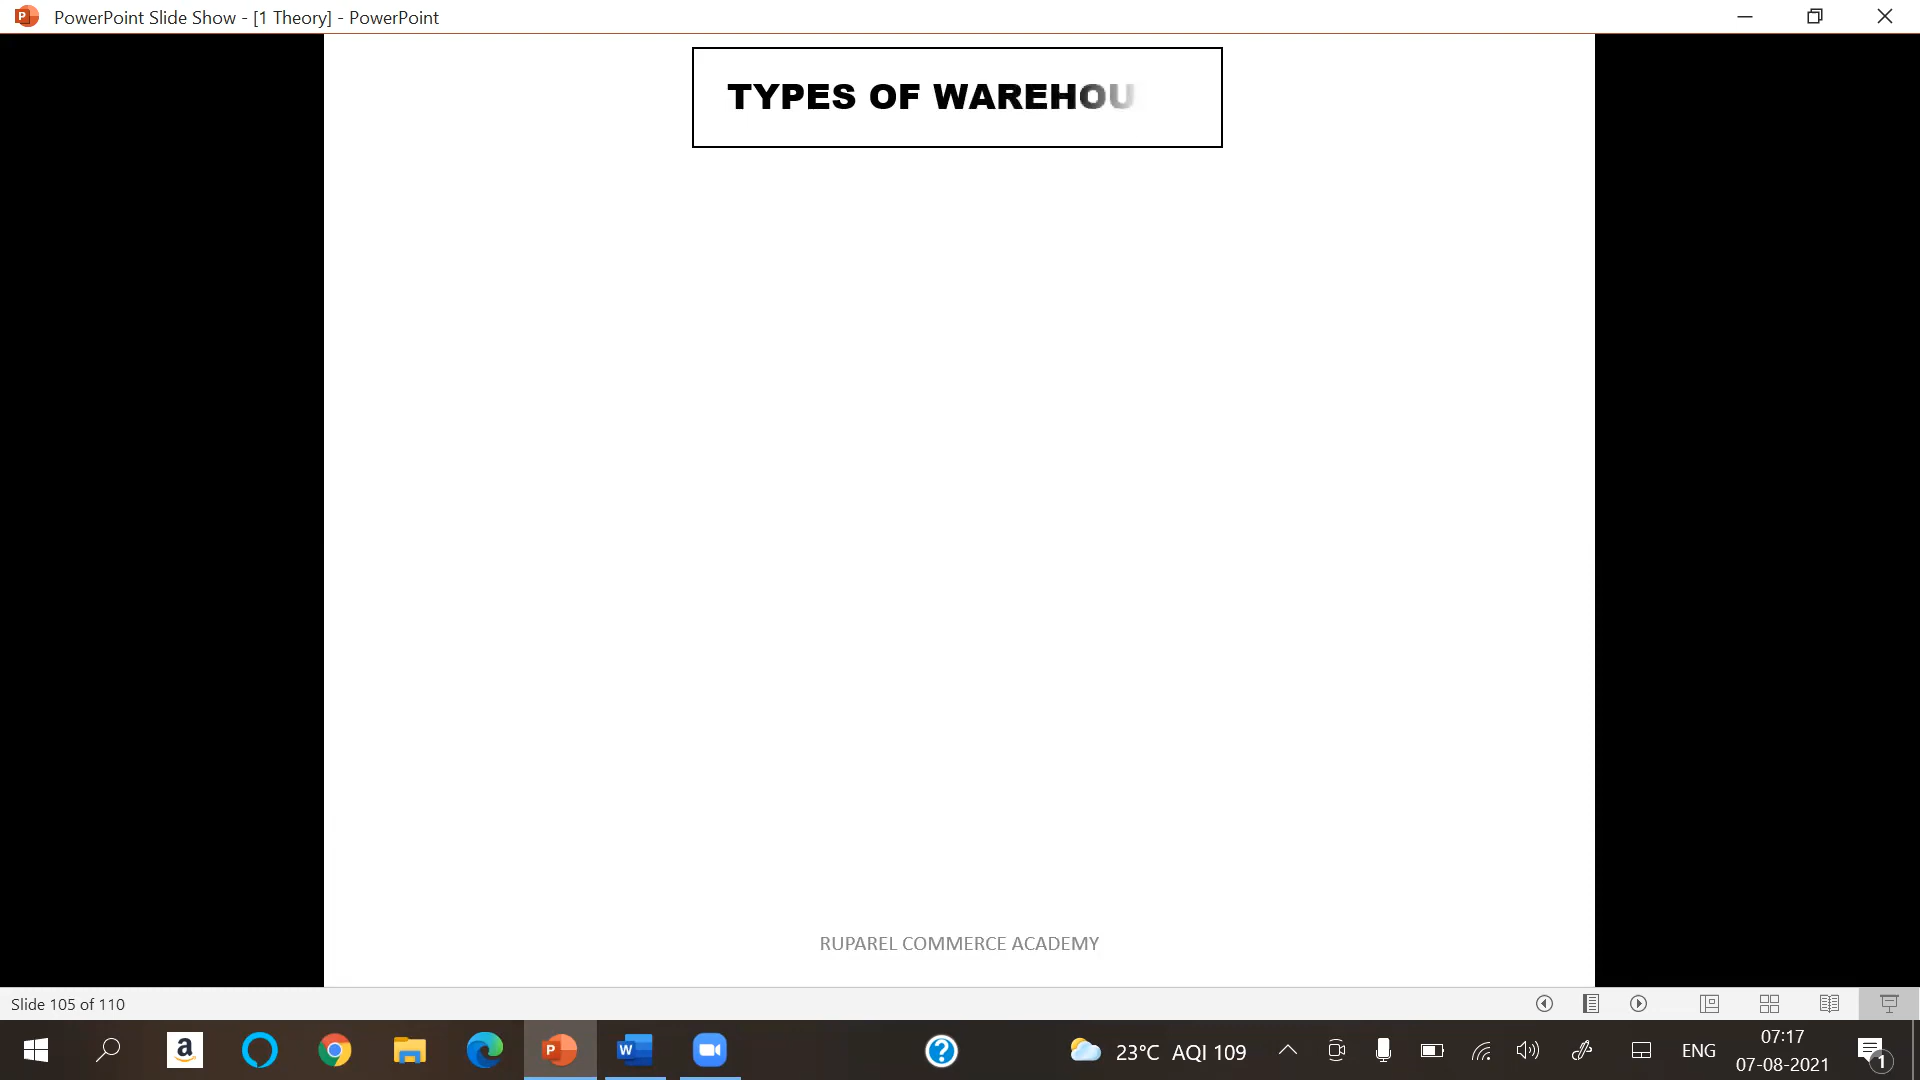 PowerPoint Slide Show - [1 Theory] - PowerPoint
TYPES OF WAREHOU
RUPAREL COMMERCE ACADEMY
Slide 105 of 110
23°C AQI 109
ENG
07:17
07-08-2021
1